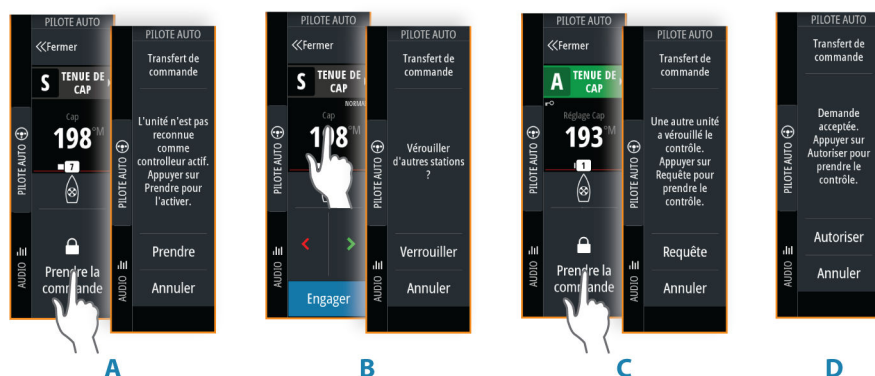 PILOTE AUTO
Fermer
S
TENUE DE
CAP
Cap
198
°M
7
Prendre la
commande
PILOTE AUTO
AUDIO
PILOTE AUTO
Transfert de
commande
L'unité n'est pas
reconnue
comme
controlleur actif.
Appuyer sur
Prendre pour
l'activer.
Prendre
Annuler
PILOTE AUTO
AUDIO
A
PILOTE AUTO
Fermer
S
TENUE DE
CAP
Cap
Engager
PILOTE AUTO
AUDIO
PILOTE AUTO
Transfert de
commande
Vérouiller
d'autres stations
?
Verrouiller
Annuler
PILOTE AUTO
AUDIO
B
PILOTE AUTO
Fermer
A
TENUE DE
CAP
Réglage Cap
193
°M
1
Prendre la
commande
PILOTE AUTO
AUDIO
PILOTE AUTO
Transfert de
commande
Une autre unité
a vérouillé le
contrôle.
Appuyer sur
Requête pour
prendre le
contrôle.
Requête
Annuler
PILOTE AUTO
AUDIO
C
PILOTE AUTO
Transfert de
commande
Demande
acceptée.
Appuyer sur
Autoriser pour
prendre le
contrôle.
Autoriser
Annuler
PILOTE AUTO
AUDIO
D